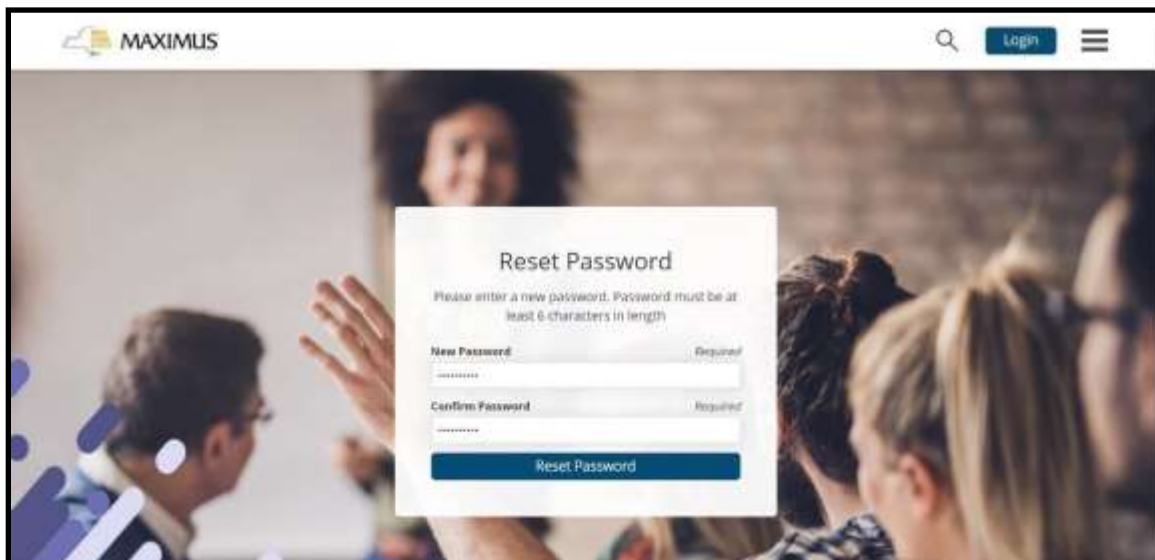 MAXIMUS
Login
Reset Password
Please enter a new password. Password must be at
least 6 characters in length
New Password Required
Confirm Password Required
Reset Password